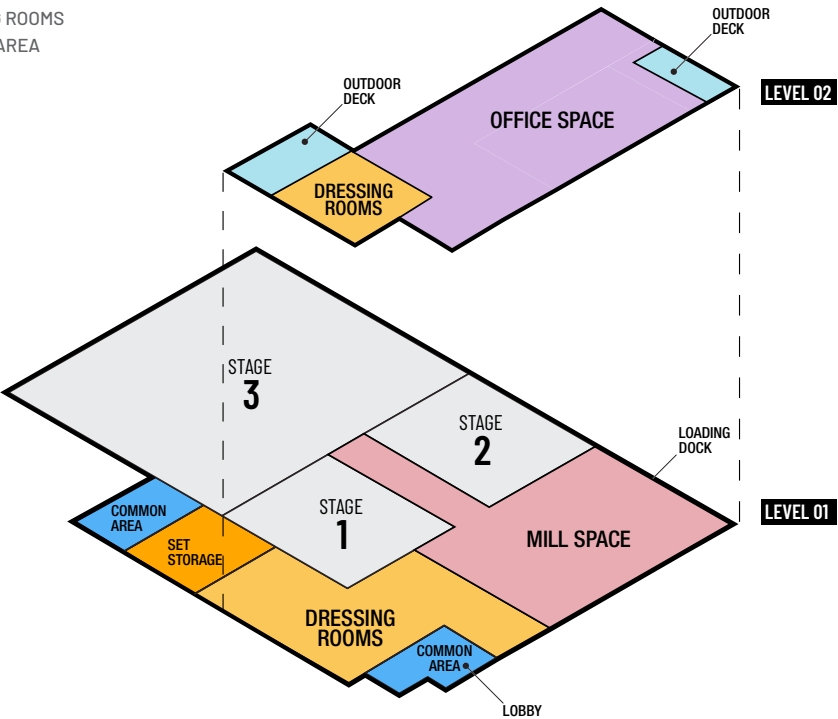 ROOMS
AREA
OUTDOOR
DECK
OUTDOOR
DECK
LEVEL 02
OFFICE SPACE
DRESSING
ROOMS
STAGE
3
STAGE
2
LOADING
DOCK
STAGE
1
COMMON
AREA
LEVEL 01
SET
STORAGE
MILL SPACE
DRESSING
ROOMS
COMMON
AREA
LOBBY